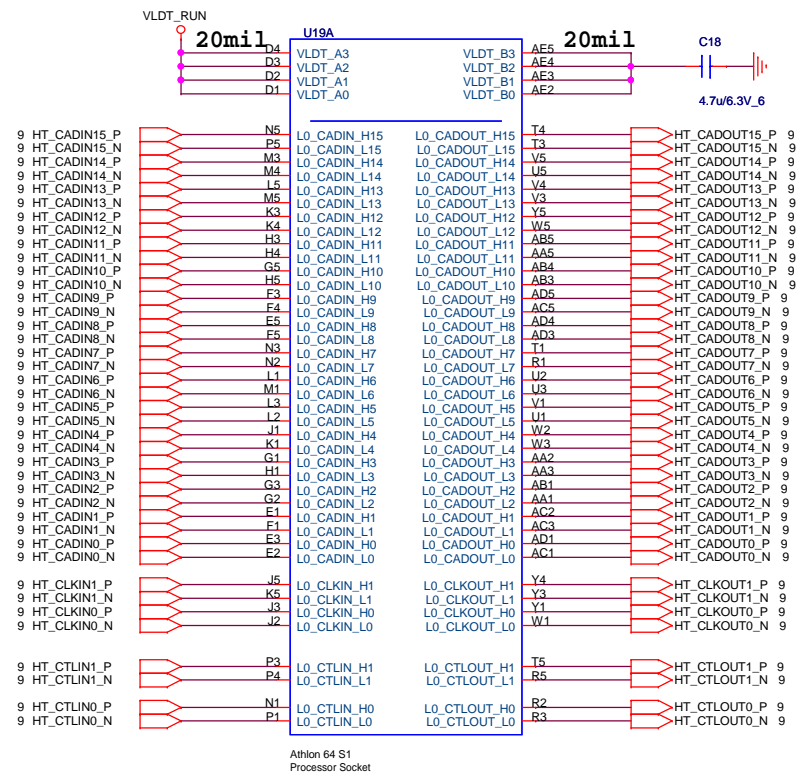 VLDT_RUN
20mil U19A 20mil C18
D4 VLDT_A3 VLDT_B3 AE5
D3 VLDT_A2 VLDT_B2 AE4
D2 VLDT_A1 VLDT_B1 AE3
D1 VLDT_A0 VLDT_B0 AE2
4.7u/6.3V_6
9 HT_CADIN15_P N5 L0_CADIN_H15 L0_CADOUT_H15 T4 HT_CADOUT15_P 9
9 HT_CADIN15_N P5 L0_CADIN_L15 L0_CADOUT_L15 T3 HT_CADOUT15_N 9
9 HT_CADIN14_P M3 L0_CADIN_H14 L0_CADOUT_H14 V5 HT_CADOUT14_P 9
9 HT_CADIN14_N M4 L0_CADIN_L14 L0_CADOUT_L14 U5 HT_CADOUT14_N 9
9 HT_CADIN13_P L5 L0_CADIN_H13 L0_CADOUT_H13 V4 HT_CADOUT13_P 9
9 HT_CADIN13_N M5 L0_CADIN_L13 L0_CADOUT_L13 V3 HT_CADOUT13_N 9
9 HT_CADIN12_P K3 L0_CADIN_H12 L0_CADOUT_H12 Y5 HT_CADOUT12_P 9
9 HT_CADIN12_N K4 L0_CADIN_L12 L0_CADOUT_L12 W5 HT_CADOUT12_N 9
9 HT_CADIN11_P H3 L0_CADIN_H11 L0_CADOUT_H11 AB5 HT_CADOUT11_P 9
9 HT_CADIN11_N H4 L0_CADIN_L11 L0_CADOUT_L11 AA5 HT_CADOUT11_N 9
9 HT_CADIN10_P G5 L0_CADIN_H10 L0_CADOUT_H10 AB4 HT_CADOUT10_P 9
9 HT_CADIN10_N H5 L0_CADIN_L10 L0_CADOUT_L10 AB3 HT_CADOUT10_N 9
9 HT_CADIN9_P F3 L0_CADIN_H9 L0_CADOUT_H9 AD5 HT_CADOUT9_P 9
9 HT_CADIN9_N F4 L0_CADIN_L9 L0_CADOUT_L9 AC5 HT_CADOUT9_N 9
9 HT_CADIN8_P E5 L0_CADIN_H8 L0_CADOUT_H8 AD4 HT_CADOUT8_P 9
9 HT_CADIN8_N F5 L0_CADIN_L8 L0_CADOUT_L8 AD3 HT_CADOUT8_N 9
9 HT_CADIN7_P N3 L0_CADIN_H7 L0_CADOUT_H7 T1 HT_CADOUT7_P 9
9 HT_CADIN7_N N2 L0_CADIN_L7 L0_CADOUT_L7 R1 HT_CADOUT7_N 9
9 HT_CADIN6_P L1 L0_CADIN_H6 L0_CADOUT_H6 U2 HT_CADOUT6_P 9
9 HT_CADIN6_N M1 L0_CADIN_L6 L0_CADOUT_L6 U3 HT_CADOUT6_N 9
9 HT_CADIN5_P L3 L0_CADIN_H5 L0_CADOUT_H5 V1 HT_CADOUT5_P 9
9 HT_CADIN5_N L2 L0_CADIN_L5 L0_CADOUT_L5 U1 HT_CADOUT5_N 9
9 HT_CADIN4_P J1 L0_CADIN_H4 L0_CADOUT_H4 W2 HT_CADOUT4_P 9
9 HT_CADIN4_N K1 L0_CADIN_L4 L0_CADOUT_L4 W3 HT_CADOUT4_N 9
9 HT_CADIN3_P G1 L0_CADIN_H3 L0_CADOUT_H3 AA2 HT_CADOUT3_P 9
9 HT_CADIN3_N H1 L0_CADIN_L3 L0_CADOUT_L3 AA3 HT_CADOUT3_N 9
9 HT_CADIN2_P G3 L0_CADIN_H2 L0_CADOUT_H2 AB1 HT_CADOUT2_P 9
9 HT_CADIN2_N G2 L0_CADIN_L2 L0_CADOUT_L2 AA1 HT_CADOUT2_N 9
9 HT_CADIN1_P E1 L0_CADIN_H1 L0_CADOUT_H1 AC2 HT_CADOUT1_P 9
9 HT_CADIN1_N F1 L0_CADIN_L1 L0_CADOUT_L1 AC3 HT_CADOUT1_N 9
9 HT_CADIN0_P E3 L0_CADIN_H0 L0_CADOUT_H0 AD1 HT_CADOUT0_P 9
9 HT_CADIN0_N E2 L0_CADIN_L0 L0_CADOUT_L0 AC1 HT_CADOUT0_N 9
9 HT_CLKIN1_P J5 L0_CLKIN_H1 L0_CLKOUT_H1 Y4 HT_CLKOUT1_P 9
9 HT_CLKIN1_N K5 L0_CLKIN_L1 L0_CLKOUT_L1 Y3 HT_CLKOUT1_N 9
9 HT_CLKIN0_P J3 L0_CLKIN_H0 L0_CLKOUT_H0 Y1 HT_CLKOUT0_P 9
9 HT_CLKIN0_N J2 L0_CLKIN_L0 L0_CLKOUT_L0 W1 HT_CLKOUT0_N 9
9 HT_CTLIN1_P P3 L0_CTLIN_H1 L0_CTLOUT_H1 T5 HT_CTLOUT1_P 9
9 HT_CTLIN1_N P4 L0_CTLIN_L1 L0_CTLOUT_L1 R5 HT_CTLOUT1_N 9
9 HT_CTLIN0_P N1 L0_CTLIN_H0 L0_CTLOUT_H0 R2 HT_CTLOUT0_P 9
9 HT_CTLIN0_N P1 L0_CTLIN_L0 L0_CTLOUT_L0 R3 HT_CTLOUT0_N 9
Athlon 64 S1
Processor Socket